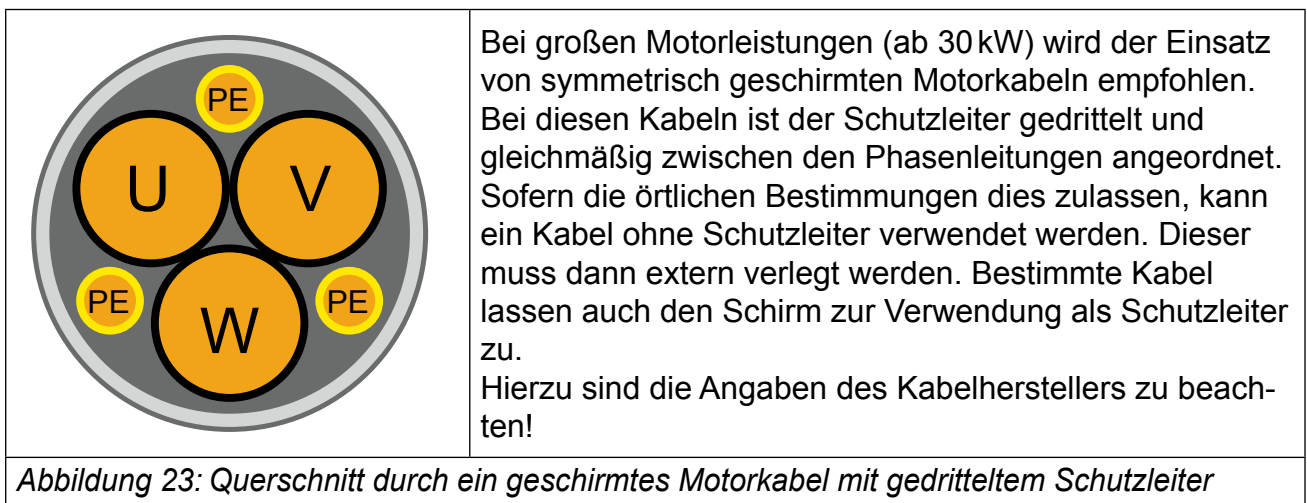 PE
U
V
PE
PE
W
Bei großen Motorleistungen (ab 30 kW) wird der Einsatz
von symmetrisch geschirmten Motorkabeln empfohlen.
Bei diesen Kabeln ist der Schutzleiter gedrittelt und
gleichmäßig zwischen den Phasenleitungen angeordnet.
Sofern die örtlichen Bestimmungen dies zulassen, kann
ein Kabel ohne Schutzleiter verwendet werden. Dieser
muss dann extern verlegt werden. Bestimmte Kabel
lassen auch den Schirm zur Verwendung als Schutzleiter
zu.
Hierzu sind die Angaben des Kabelherstellers zu beach-
ten!
Abbildung 23: Querschnitt durch ein geschirmtes Motorkabel mit gedritteltem Schutzleiter